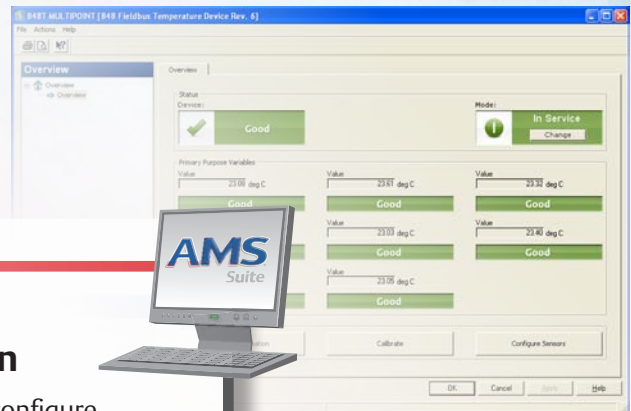 848T MULTIPOINT [848 Fieldbus Temperature Device Rev. 6]
File Actions Help
Overview
Overview
Overview
Overview
Status
Device:
Good
Mode:
In Service
Change
Primary Purpose Variables
Value Value Value
23.00 deg C 23.61 deg C 23.32 deg C
Good Good Good
Value Value
23.03 deg C 23.40 deg C
Good Good
Value
23.05 deg C
Good
AMS
Suite
Calibrate Configure Sensors
OK Cancel Apply Help
n
onfigure